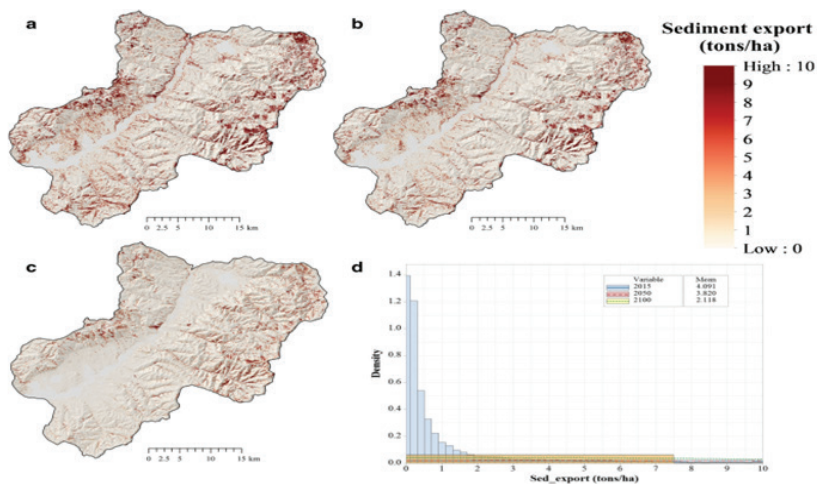 a
b
Sediment export
(tons/ha)
High : 10
9
8
7
6
5
4
3
2
1
Low : 0
0 2.5 5 10 15 km
0 2.5 5 10 15 km
c
d
0 2.5 5 10 15 km
Variable Mean
2015 4.091
2050 3.820
2100 2.118
1.4
1.2
1.0
0.8
0.6
0.4
0.2
0.0
Density
0 1 2 3 4 5 6 7 8 9 10
Sed_export (tons/ha)